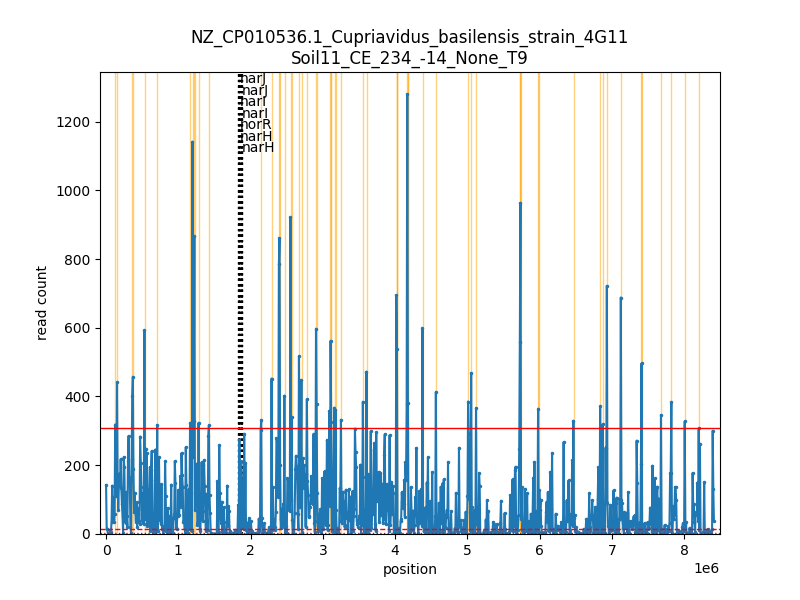 NZ_CP010536.1_Cupriavidus_basilensis_strain_4G11
Soil11_CE_234_-14_None_T9
narJ
narJ
narI
narI
norR
narH
narH
1200
1000
800
600
400
200
0
read count
0 1 2 3 4 5 6 7 8
1e6
position